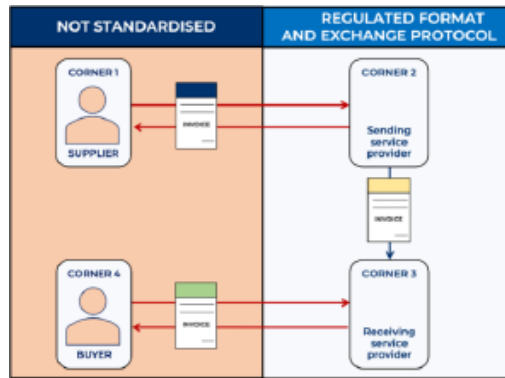 NOT STANDARDISED
REGULATED FORMAT
AND EXCHANGE PROTOCOL
CORNER 1
SUPPLIER
INVOICE
CORNER 2
Sending
service
provider
INVOICE
CORNER 4
BUYER
INVOICE
CORNER 3
Receiving
service
provider